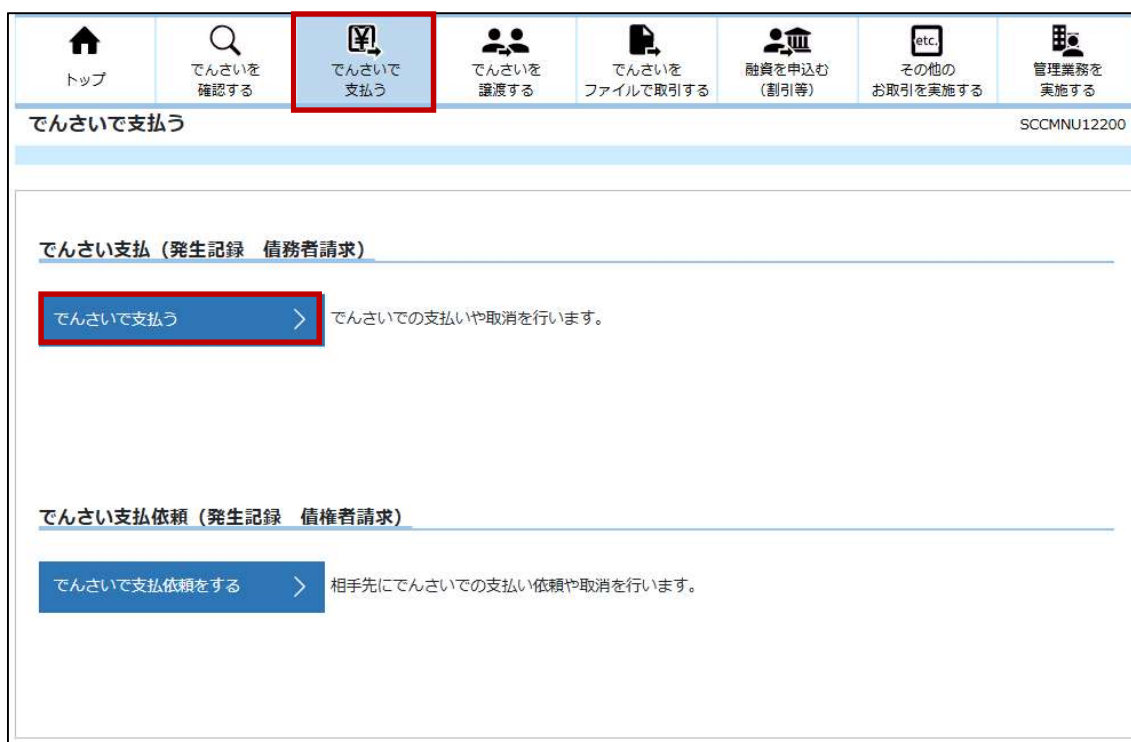 トップ
でんさいを
確認する
でんさいで
支払う
でんさいを
譲渡する
でんさいを
ファイルで取引する
融資を申込む
(割引等)
etc.
その他の
お取引を実施する
管理業務を
実施する
でんさいで支払う
SCCMNU12200
でんさい支払(発生記録　債務者請求)
でんさいで支払う
でんさいでの支払いや取消を行います。
でんさい支払依頼(発生記録　債権者請求)
でんさいで支払依頼をする
相手先にでんさいでの支払い依頼や取消を行います。